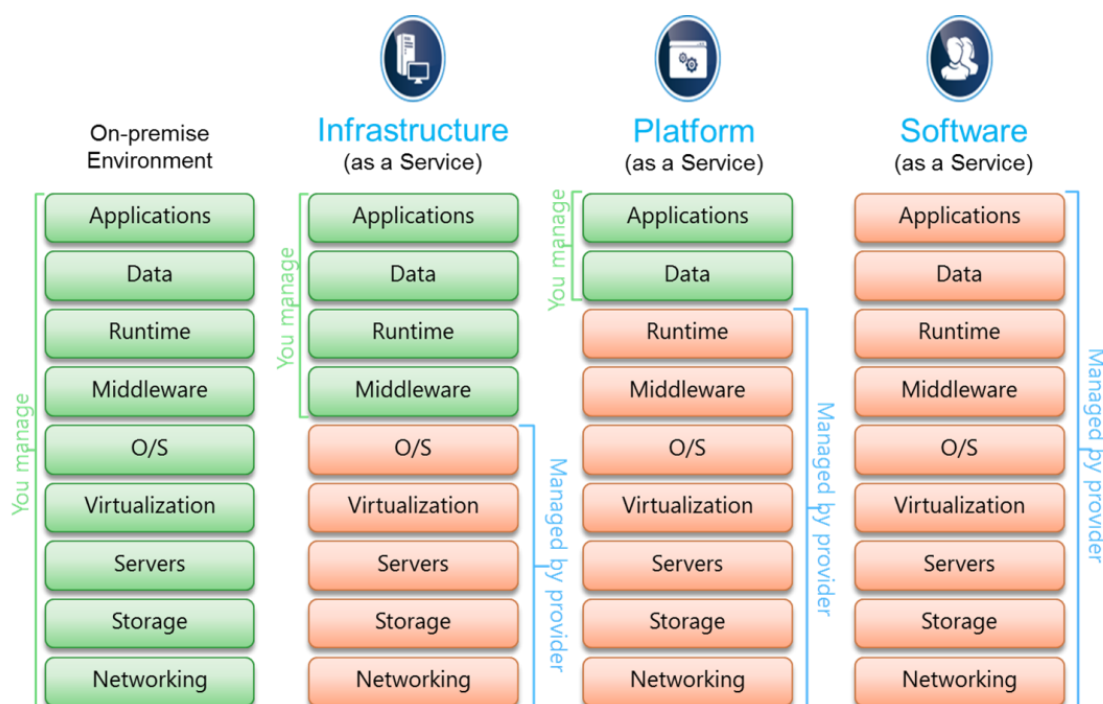 On-premise
Environment
Applications
Data
Runtime
Middleware
O/S
Virtualization
Servers
Storage
Networking
You manage
Infrastructure
(as a Service)
Applications
Data
Runtime
Middleware
O/S
Virtualization
Servers
Storage
Networking
You manage
Managed by provider
Platform
(as a Service)
Applications
Data
Runtime
Middleware
O/S
Virtualization
Servers
Storage
Networking
You manage
Managed by provider
Software
(as a Service)
Applications
Data
Runtime
Middleware
O/S
Virtualization
Servers
Storage
Networking
Managed by provider